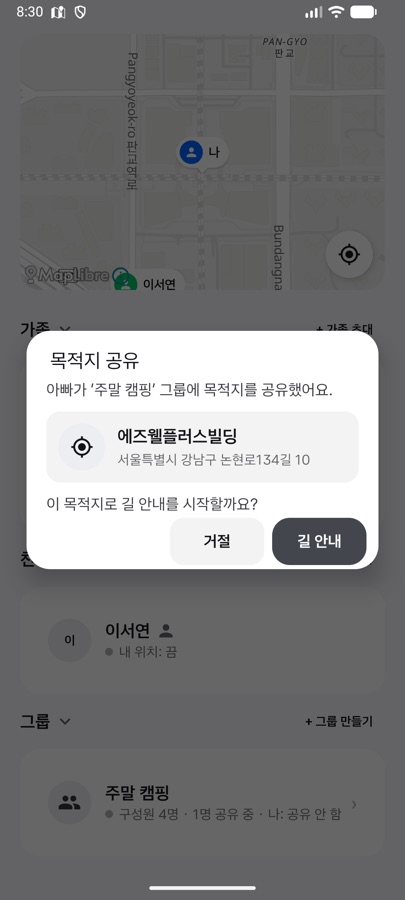 8:30
PAN-GYO
판교
Pangyoyeok-ro 판교역로
나
Bundangna
MapLibre
이서연
가족
+ 가족 초대
목적지 공유
아빠가 ‘주말 캠핑’ 그룹에 목적지를 공유했어요.
에즈웰플러스빌딩
서울특별시 강남구 논현로134길 10
이 목적지로 길 안내를 시작할까요?
거절
길 안내
이
이서연
내 위치: 끔
그룹
+ 그룹 만들기
주말 캠핑
구성원 4명 · 1명 공유 중 · 나: 공유 안 함